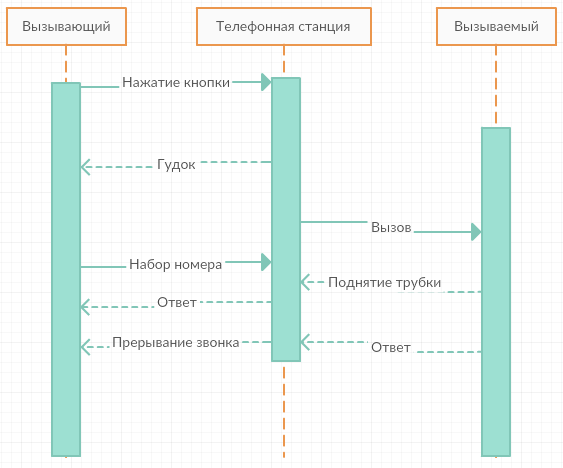 Вызывающий
Телефонная станция
Вызываемый
Нажатие кнопки
Гудок
Вызов
Набор номера
Поднятие трубки
Ответ
Прерывание звонка
Ответ